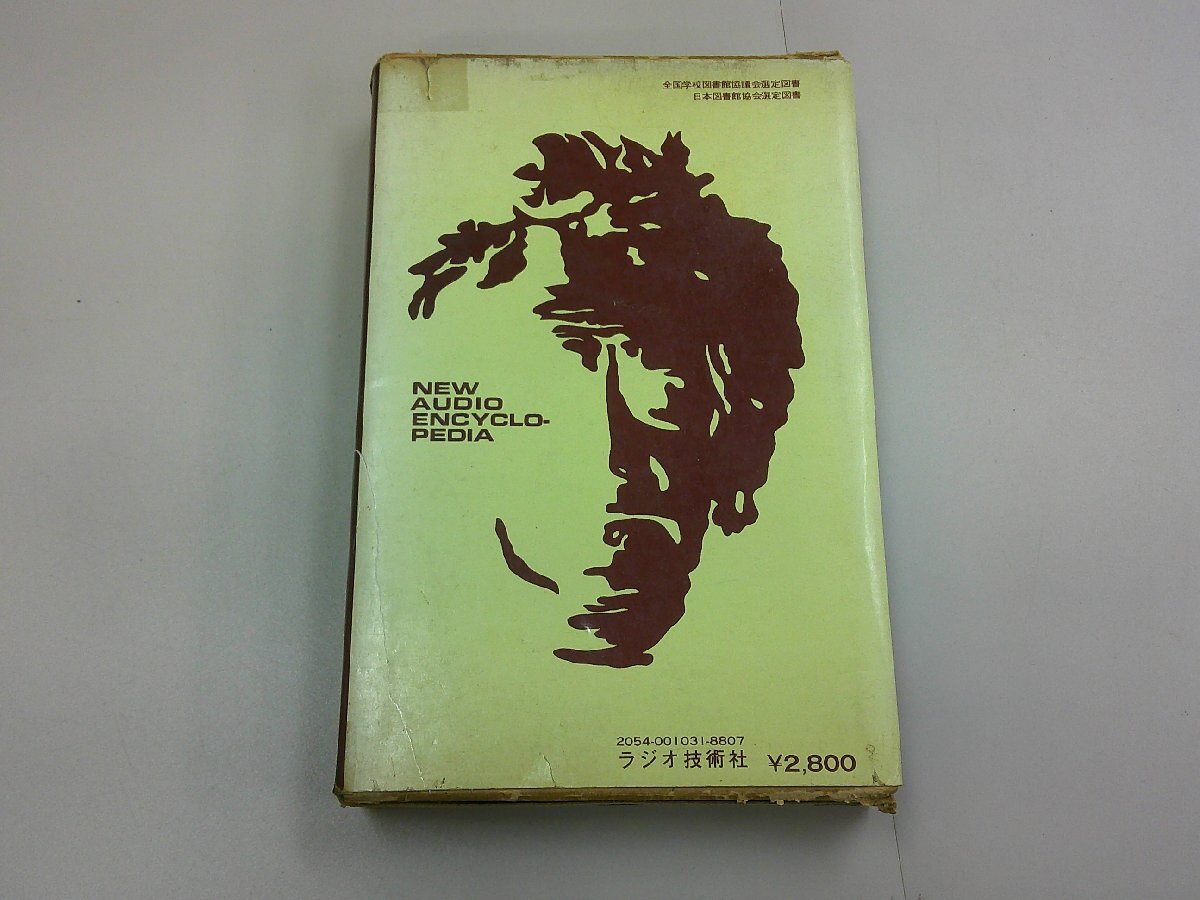 全国学校図書館協議会選定図書
日本図書館協会選定図書
NEW
AUDIO
ENCYCLO-
PEDIA
2054-001031-8807
ラジオ技術社 ¥2,800